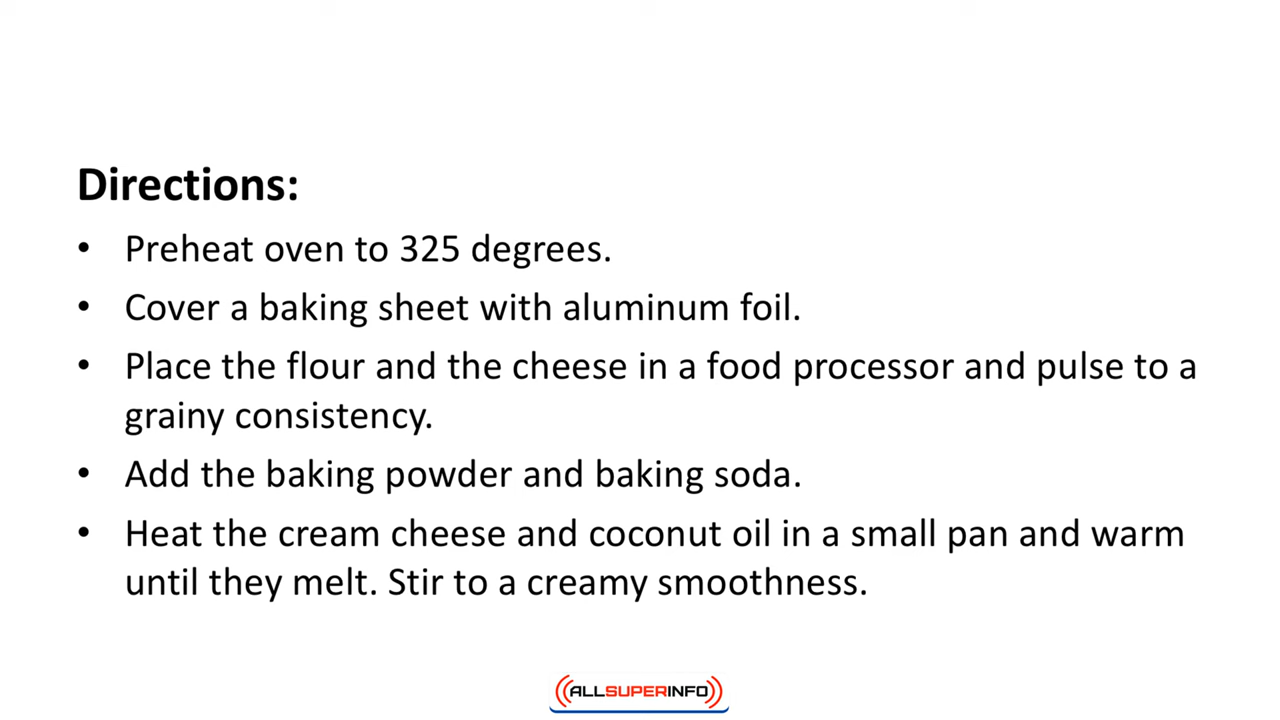 Directions:
• Preheat oven to 325 degrees.
• Cover a baking sheet with aluminum foil.
• Place the flour and the cheese in a food processor and pulse to a
grainy consistency.
• Add the baking powder and baking soda.
• Heat the cream cheese and coconut oil in a small pan and warm
until they melt. Stir to a creamy smoothness.
ALLSUPERINFO